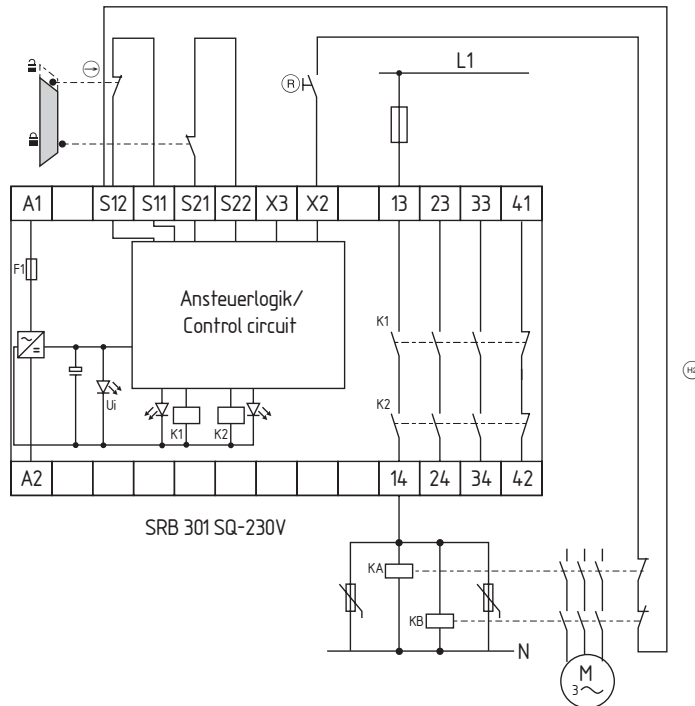 L1
R
A1 S12 S11 S21 S22 X3 X2 13 23 33 41
F1
Ansteuerlogik/
Control circuit
K1
H2
Ui
K1 K2
K2
A2 14 24 34 42
SRB 301 SQ-230V
KA
KB
N
M
3